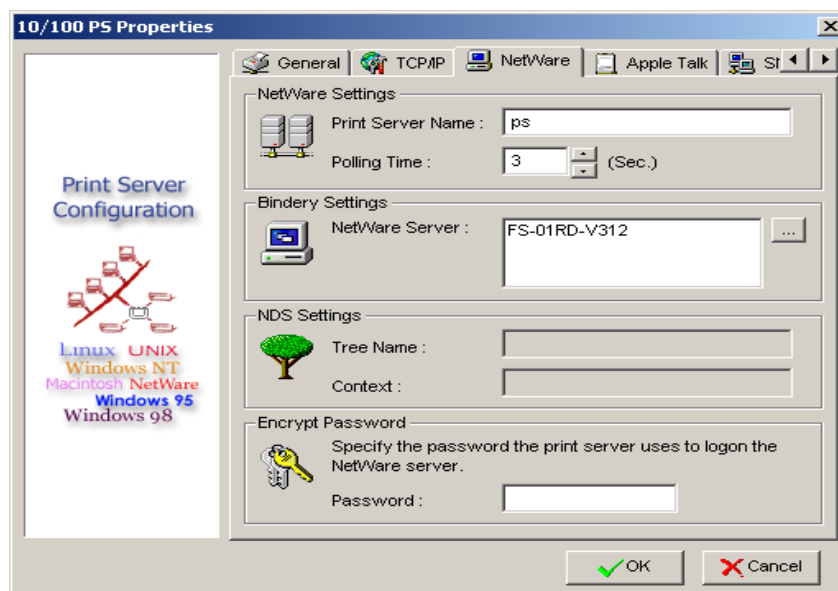 10/100 PS Properties
General
TCP/IP
NetWare
Apple Talk
Print Server
Configuration
Linux UNIX
Windows NT
Macintosh NetWare
Windows 95
Windows 98
NetWare Settings
Print Server Name : ps
Polling Time : 3 (Sec.)
Bindery Settings
NetWare Server : FS-01RD-V312 ...
NDS Settings
Tree Name :
Context :
Encrypt Password
Specify the password the print server uses to logon the
NetWare server.
Password :
OK
Cancel